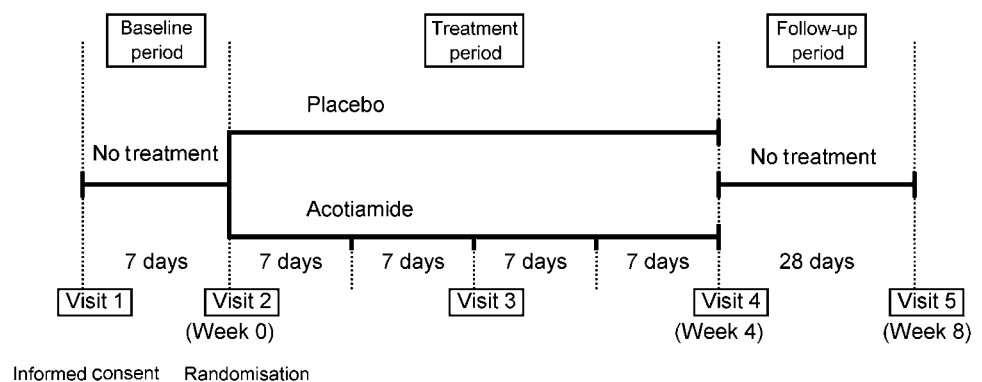 Baseline period
Treatment period
Follow-up period
Placebo
No treatment
No treatment
Acotiamide
7 days
7 days
7 days
7 days
7 days
28 days
Visit 1
Visit 2
Visit 3
Visit 4
Visit 5
(Week 0)
(Week 4)
(Week 8)
Informed consent
Randomisation